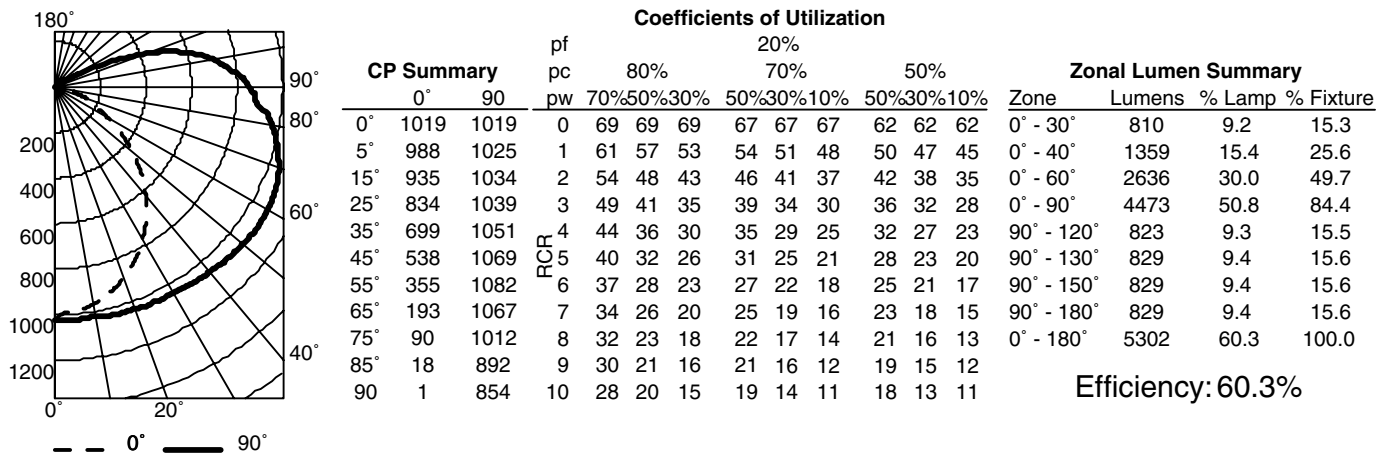 180°
90°
80°
200
400
600
60°
800
1000
1200
40°
0° 20°
0° 90°
CP Summary
0° 90
0° 1019 1019
5° 988 1025
15° 935 1034
25° 834 1039
35° 699 1051
45° 538 1069
55° 355 1082
65° 193 1067
75° 90 1012
85° 18 892
90 1 854
Coefficients of Utilization
pf 20%
pc 80% 70% 50%
pw 70%50%30% 50%30%10% 50%30%10%
RCR
0 69 69 69 67 67 67 62 62 62
1 61 57 53 54 51 48 50 47 45
2 54 48 43 46 41 37 42 38 35
3 49 41 35 39 34 30 36 32 28
4 44 36 30 35 29 25 32 27 23
5 40 32 26 31 25 21 28 23 20
6 37 28 23 27 22 18 25 21 17
7 34 26 20 25 19 16 23 18 15
8 32 23 18 22 17 14 21 16 13
9 30 21 16 21 16 12 19 15 12
10 28 20 15 19 14 11 18 13 11
Zonal Lumen Summary
Zone Lumens % Lamp % Fixture
0° - 30° 810 9.2 15.3
0° - 40° 1359 15.4 25.6
0° - 60° 2636 30.0 49.7
0° - 90° 4473 50.8 84.4
90° - 120° 823 9.3 15.5
90° - 130° 829 9.4 15.6
90° - 150° 829 9.4 15.6
90° - 180° 829 9.4 15.6
0° - 180° 5302 60.3 100.0
Efficiency: 60.3%